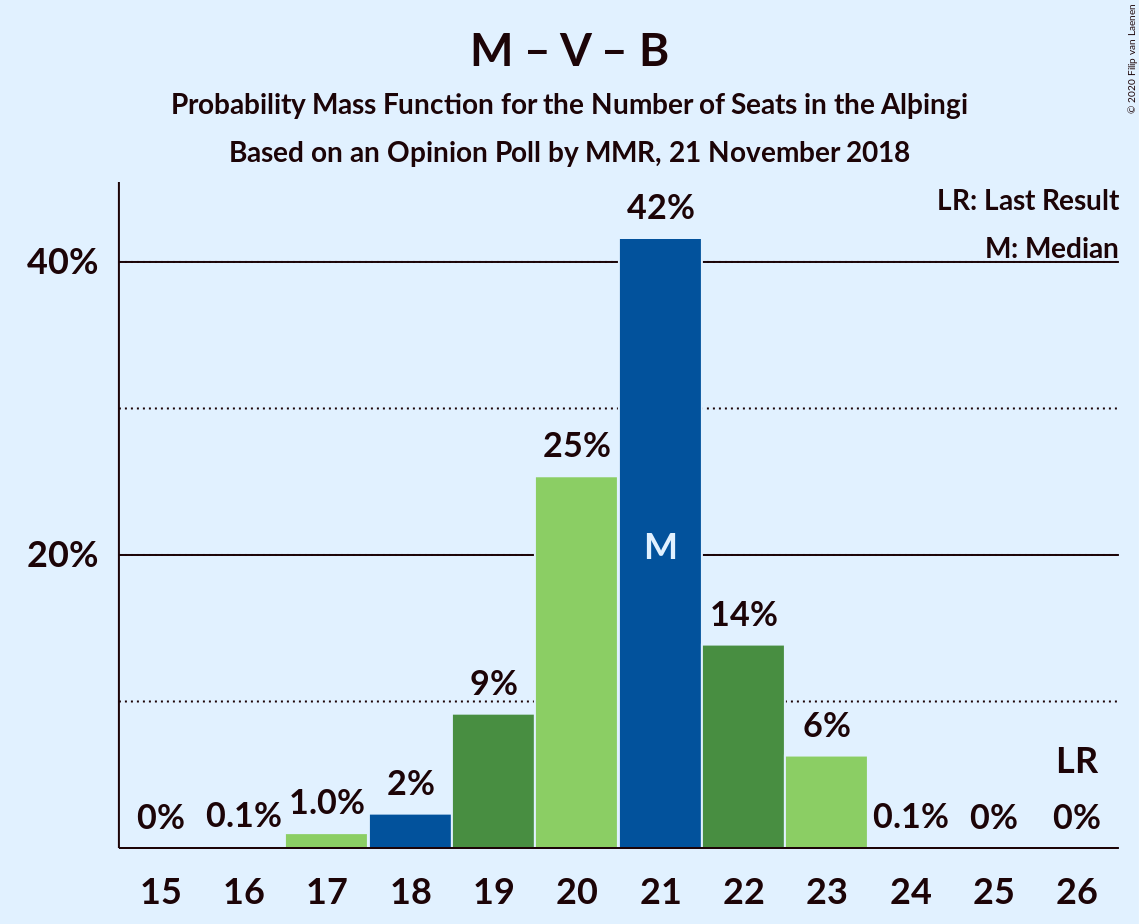 M – V – B
Probability Mass Function for the Number of Seats in the Alþingi
Based on an Opinion Poll by MMR, 21 November 2018
© 2020 Filip van Laenen
LR: Last Result
M: Median
40%
20%
0%
0.1%
1.0%
2%
9%
25%
42%
M
14%
6%
0.1%
0%
LR
0%
15 16 17 18 19 20 21 22 23 24 25 26